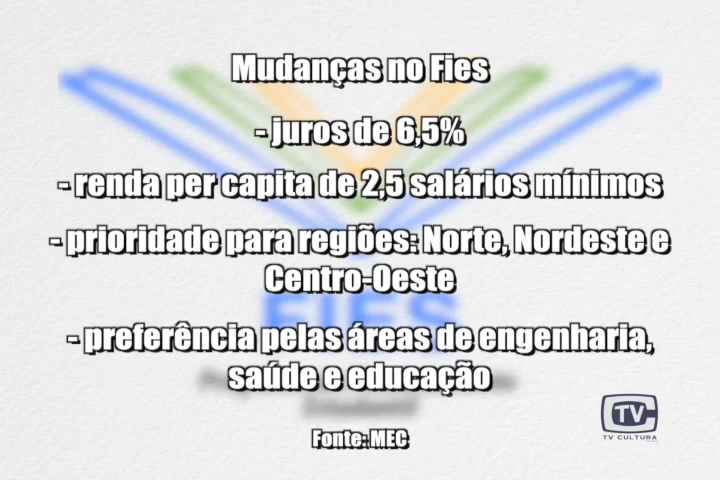 Mudanças no Fies
- juros de 6,5%
- renda per capita de 2,5 salários mínimos
- prioridade para regiões: Norte, Nordeste e
Centro-Oeste
FIES
- preferência pelas áreas de engenharia,
saúde e educação
TV
TV CULTURA
Fonte: MEC